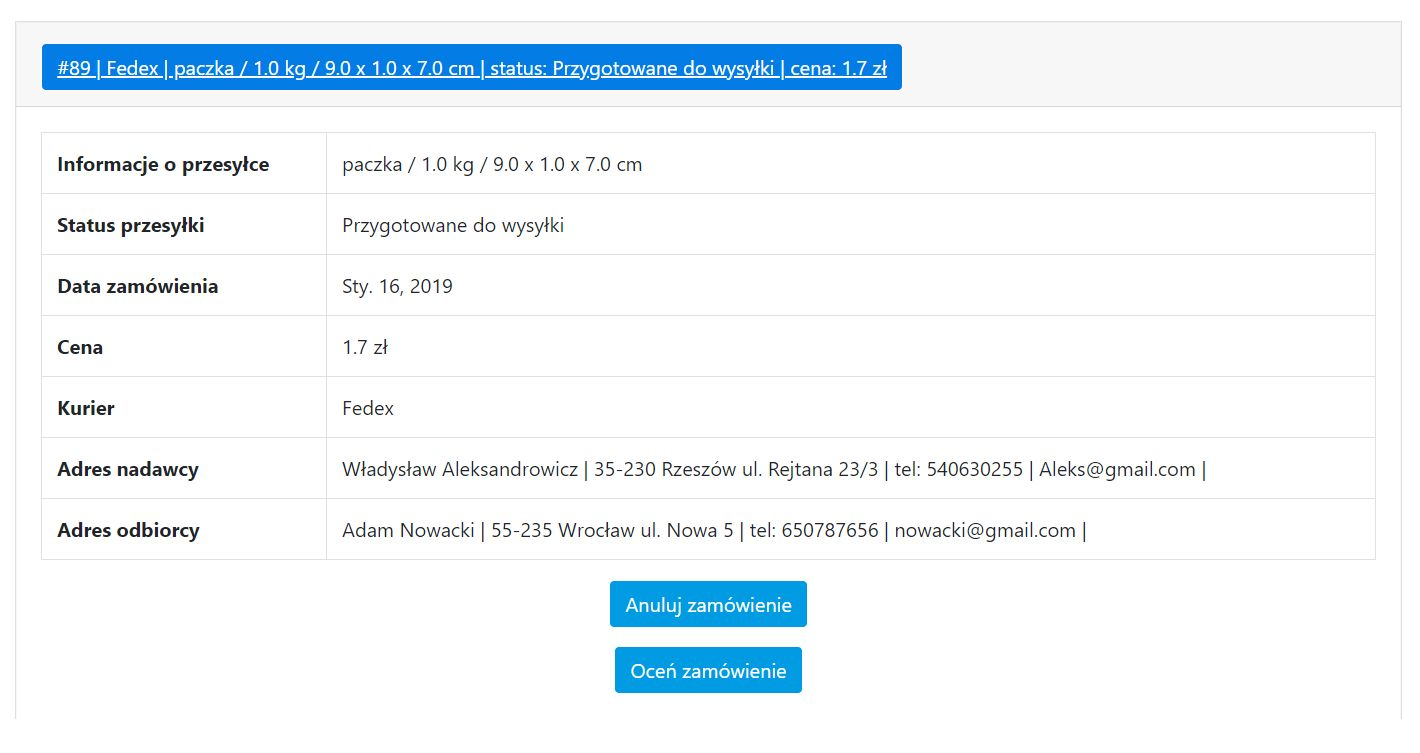 #89 | Fedex | paczka / 1.0 kg / 9.0 x 1.0 x 7.0 cm | status: Przygotowane do wysyłki | cena: 1.7 zł
Informacje o przesyłce paczka / 1.0 kg / 9.0 x 1.0 x 7.0 cm
Status przesyłki Przygotowane do wysyłki
Data zamówienia Sty. 16, 2019
Cena 1.7 zł
Kurier Fedex
Adres nadawcy Władysław Aleksandrowicz | 35-230 Rzeszów ul. Rejtana 23/3 | tel: 540630255 | Aleks@gmail.com |
Adres odbiorcy Adam Nowacki | 55-235 Wrocław ul. Nowa 5 | tel: 650787656 | nowacki@gmail.com |
Anuluj zamówienie
Oceń zamówienie